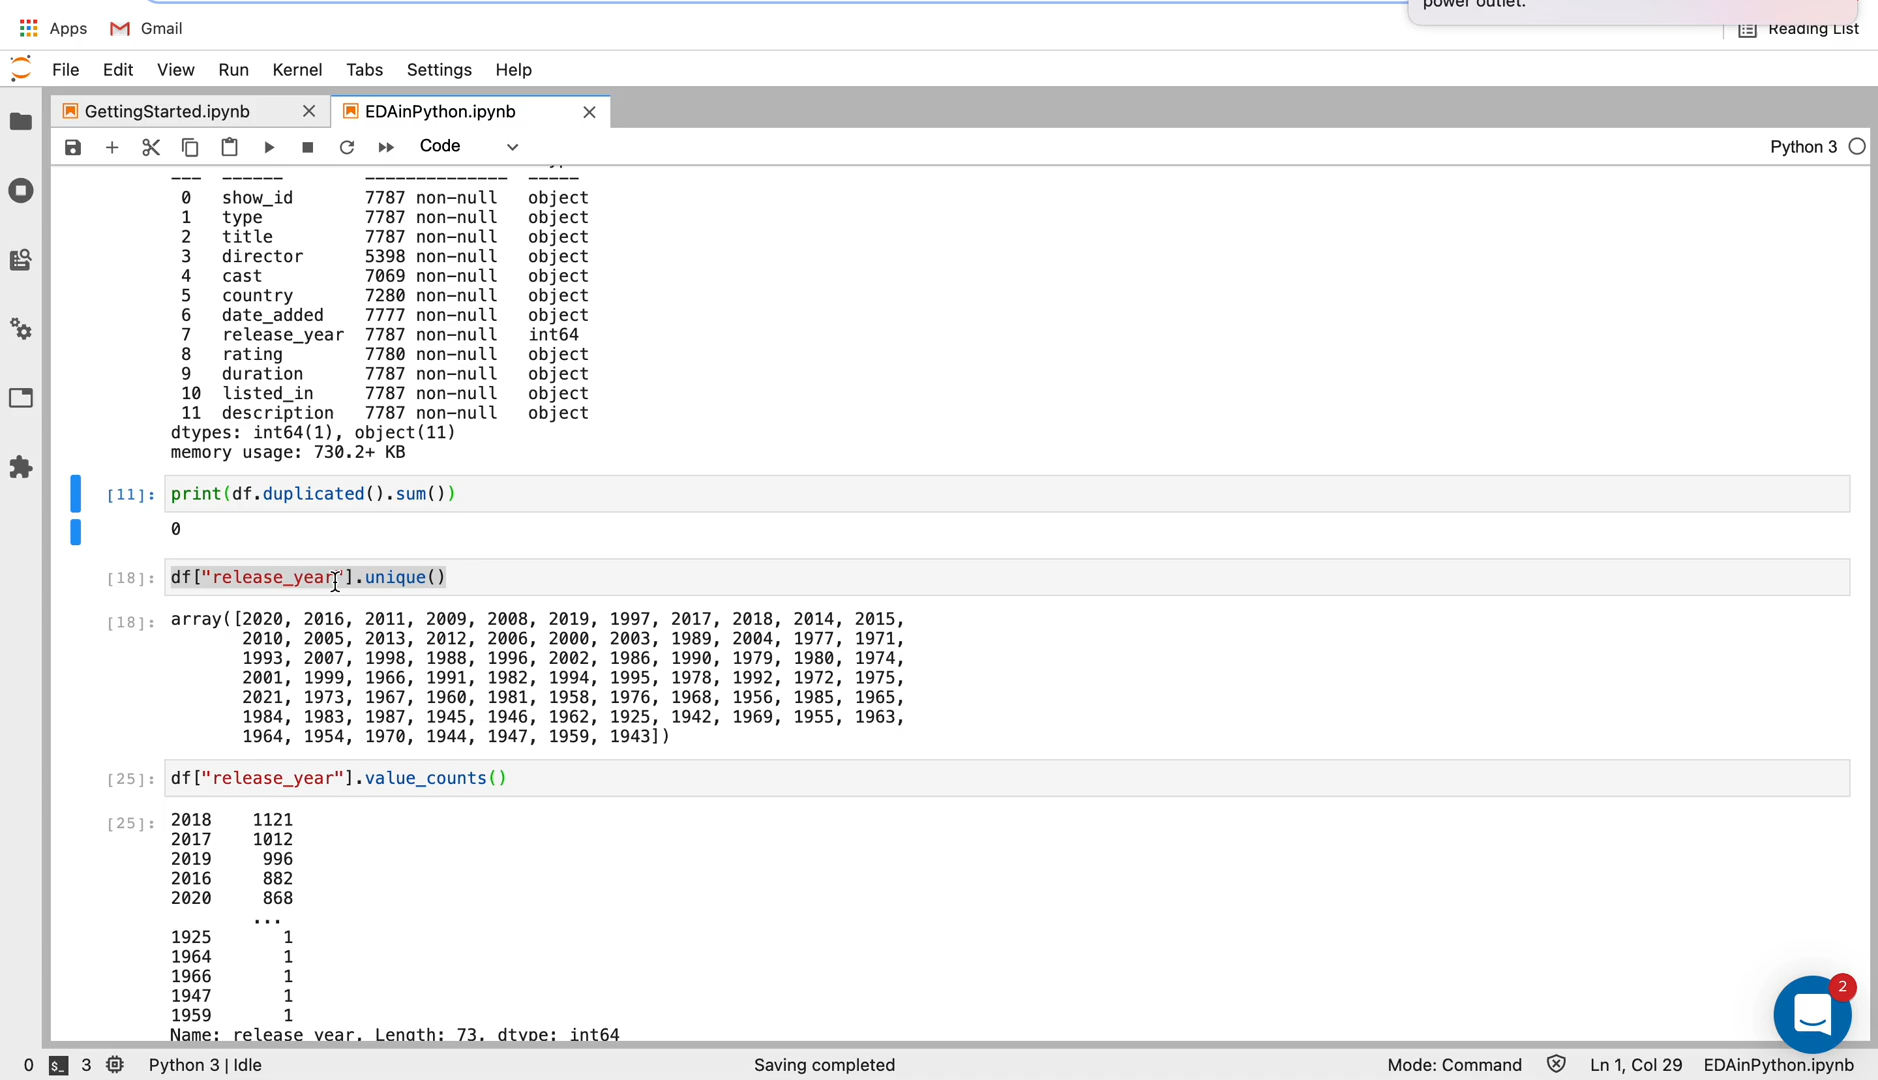 power outlet.
Apps Gmail Reading List
File Edit View Run Kernel Tabs Settings Help
GettingStarted.ipynb EDAinPython.ipynb
Code Python 3
--- ------ -------------- -----
0 show_id 7787 non-null object
1 type 7787 non-null object
2 title 7787 non-null object
3 director 5398 non-null object
4 cast 7069 non-null object
5 country 7280 non-null object
6 date_added 7777 non-null object
7 release_year 7787 non-null int64
8 rating 7780 non-null object
9 duration 7787 non-null object
10 listed_in 7787 non-null object
11 description 7787 non-null object
dtypes: int64(1), object(11)
memory usage: 730.2+ KB
[11]: print(df.duplicated().sum())
0
[18]: df["release_year"].unique()
[18]: array([2020, 2016, 2011, 2009, 2008, 2019, 1997, 2017, 2018, 2014, 2015,
2010, 2005, 2013, 2012, 2006, 2000, 2003, 1989, 2004, 1977, 1971,
1993, 2007, 1998, 1988, 1996, 2002, 1986, 1990, 1979, 1980, 1974,
2001, 1999, 1966, 1991, 1982, 1994, 1995, 1978, 1992, 1972, 1975,
2021, 1973, 1967, 1960, 1981, 1958, 1976, 1968, 1956, 1985, 1965,
1984, 1983, 1987, 1945, 1946, 1962, 1925, 1942, 1969, 1955, 1963,
1964, 1954, 1970, 1944, 1947, 1959, 1943])
[25]: df["release_year"].value_counts()
[25]: 2018 1121
2017 1012
2019 996
2016 882
2020 868
...
1925 1
1964 1
1966 1
1947 1
1959 1
Name: release_year, Length: 73, dtype: int64
2
0 $_ 3 Python 3 | Idle Saving completed Mode: Command Ln 1, Col 29 EDAinPython.ipynb